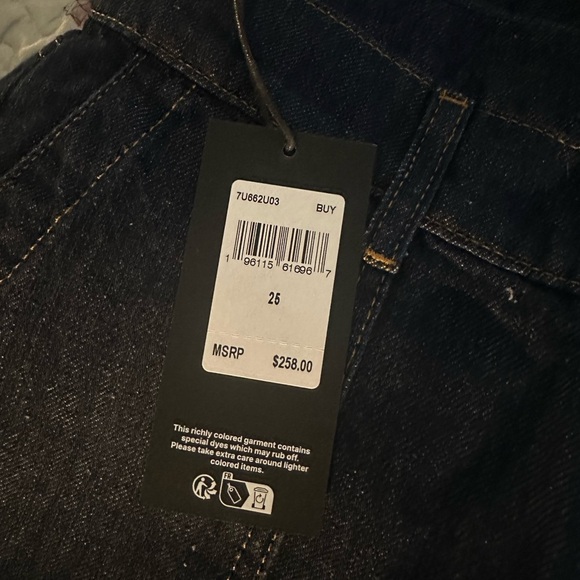 7U662U03 BUY
1 96115 61696 7
25
MSRP $258.00
This richly colored garment contains
special dyes which may rub off.
Please take extra care around lighter
colored items.
FR